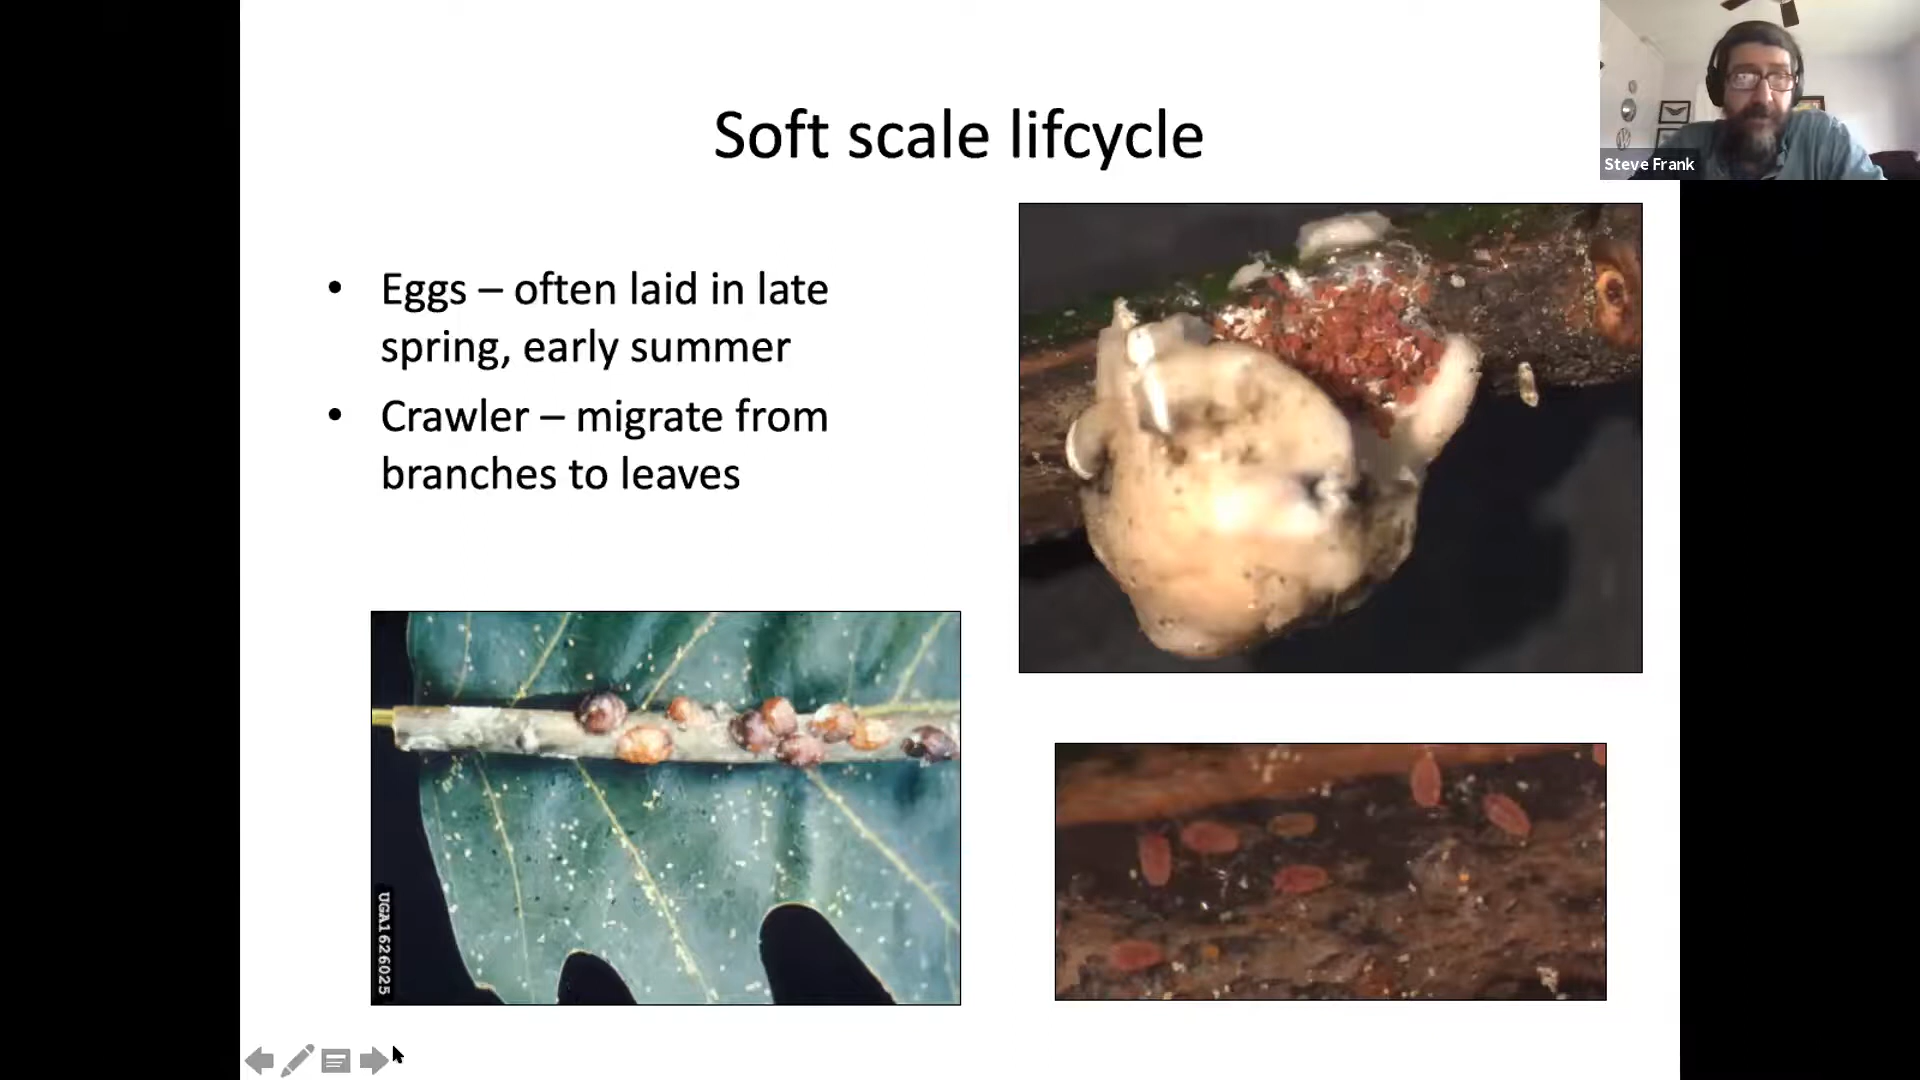 Soft scale lifcycle
Steve Frank
• Eggs – often laid in late
spring, early summer
• Crawler – migrate from
branches to leaves
UGA1626025